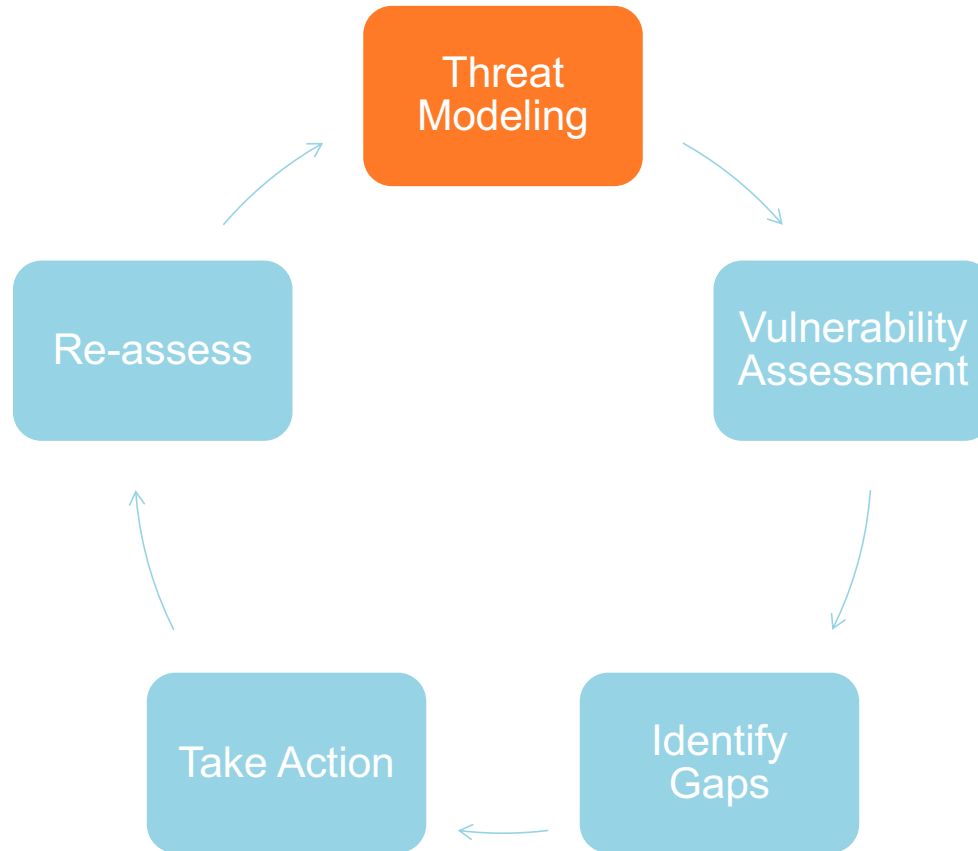 Threat
Modeling
Vulnerability
Assessment
Identify
Gaps
Take Action
Re-assess